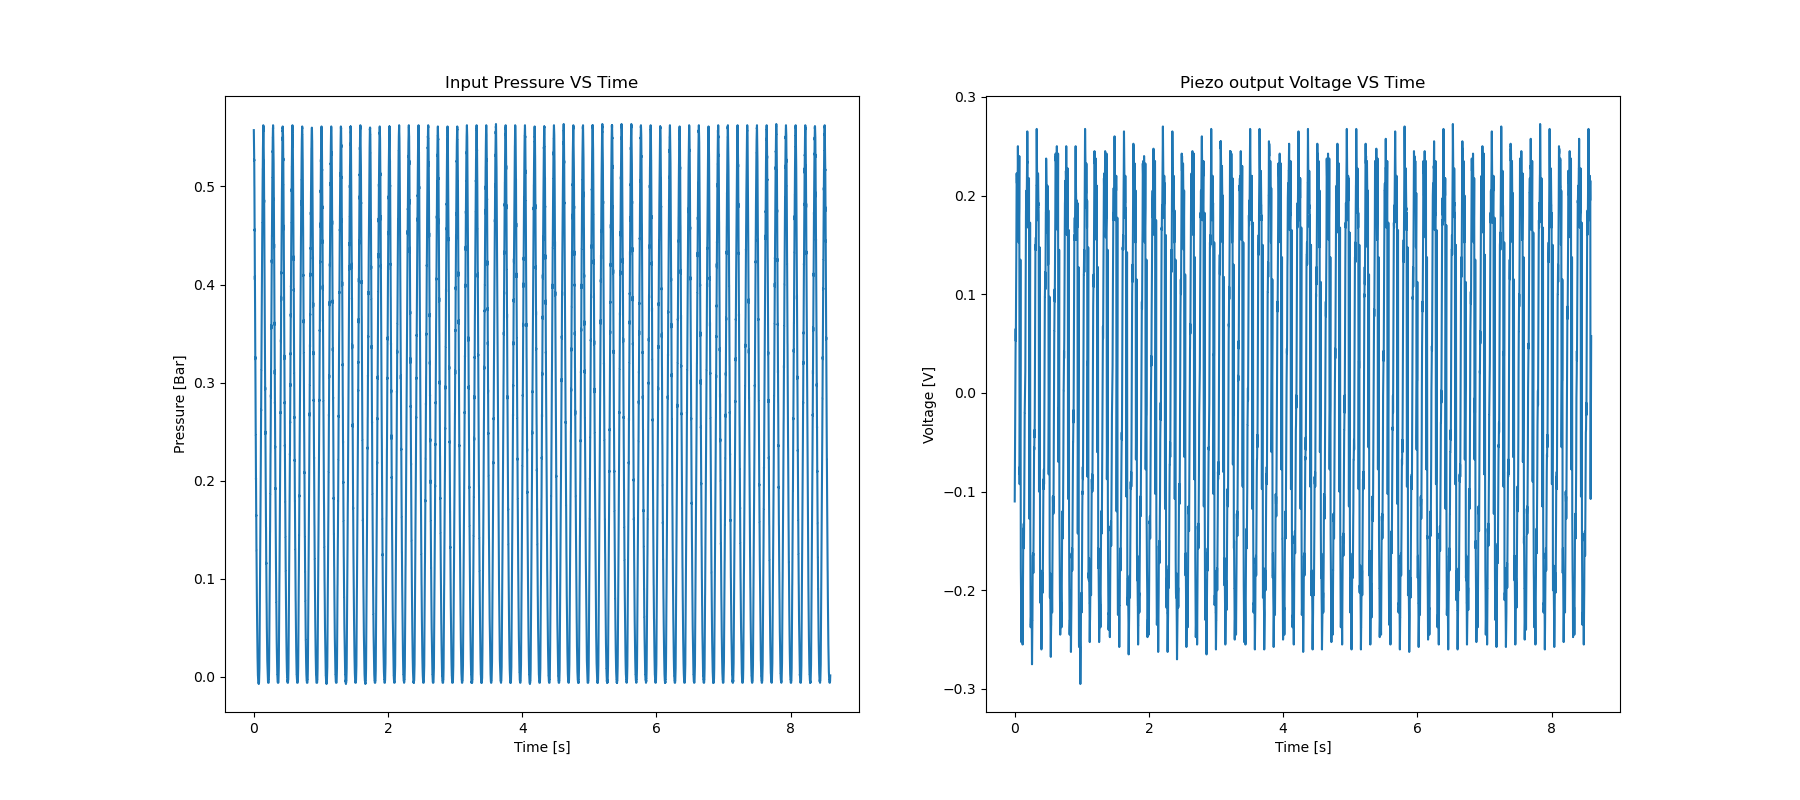 Input Pressure VS Time
Pressure [Bar]
0.5
0.4
0.3
0.2
0.1
0.0
0 2 4 6 8
Time [s]
Piezo output Voltage VS Time
Voltage [V]
0.3
0.2
0.1
0.0
−0.1
−0.2
−0.3
0 2 4 6 8
Time [s]